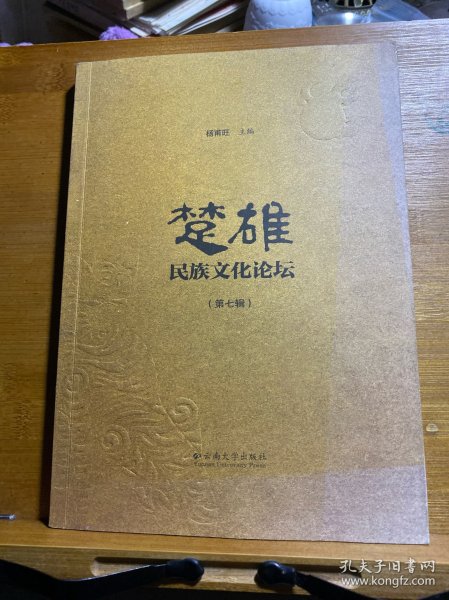 杨甫旺 主编
楚雄
民族文化论坛
（第七辑）
云南大学出版社
Yunnan University Press
孔夫子旧书网
www.kongfz.com